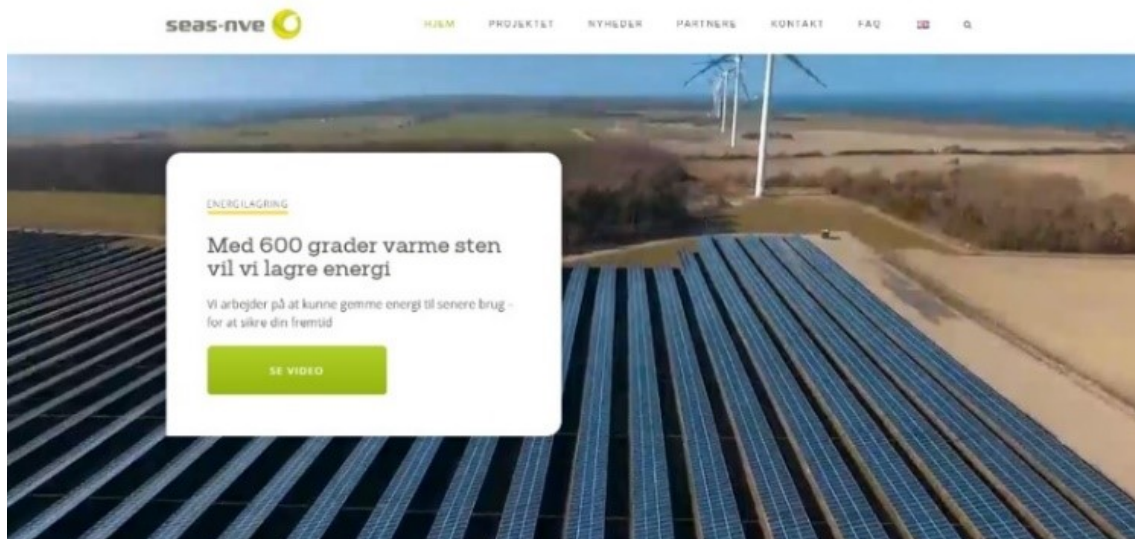 seas-nve
HJEM PROJEKTET NYHEDER PARTNERE KONTAKT FAQ
ENERGILAGRING
Med 600 grader varme sten
vil vi lagre energi
Vi arbejder på at kunne gemme energi til senere brug –
for at sikre din fremtid
SE VIDEO